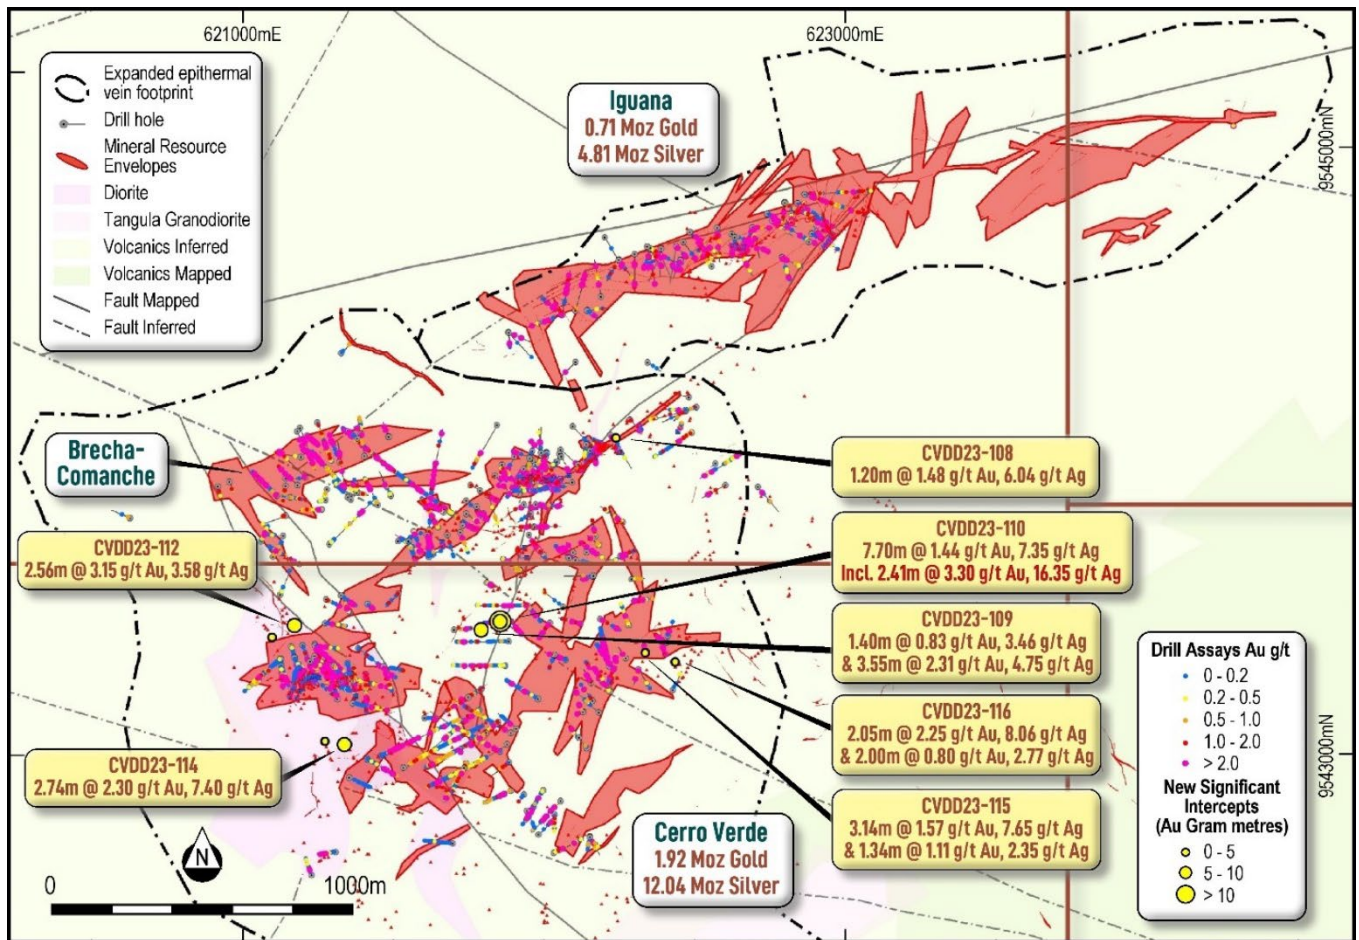 621000mE
623000mE
Expanded epithermal
vein footprint
Drill hole
Mineral Resource
Envelopes
Diorite
Tangula Granodiorite
Volcanics Inferred
Volcanics Mapped
Fault Mapped
Fault Inferred
Iguana
0.71 Moz Gold
4.81 Moz Silver
9545000mN
Brecha-
Comanche
CVDD23-108
1.20m @ 1.48 g/t Au, 6.04 g/t Ag
CVDD23-112
2.56m @ 3.15 g/t Au, 3.58 g/t Ag
CVDD23-110
7.70m @ 1.44 g/t Au, 7.35 g/t Ag
Incl. 2.41m @ 3.30 g/t Au, 16.35 g/t Ag
CVDD23-109
1.40m @ 0.83 g/t Au, 3.46 g/t Ag
& 3.55m @ 2.31 g/t Au, 4.75 g/t Ag
CVDD23-116
2.05m @ 2.25 g/t Au, 8.06 g/t Ag
& 2.00m @ 0.80 g/t Au, 2.77 g/t Ag
CVDD23-114
2.74m @ 2.30 g/t Au, 7.40 g/t Ag
CVDD23-115
3.14m @ 1.57 g/t Au, 7.65 g/t Ag
& 1.34m @ 1.11 g/t Au, 2.35 g/t Ag
Cerro Verde
1.92 Moz Gold
12.04 Moz Silver
Drill Assays Au g/t
0 - 0.2
0.2 - 0.5
0.5 - 1.0
1.0 - 2.0
> 2.0
New Significant
Intercepts
(Au Gram metres)
0 - 5
5 - 10
> 10
9543000mN
N
0
1000m